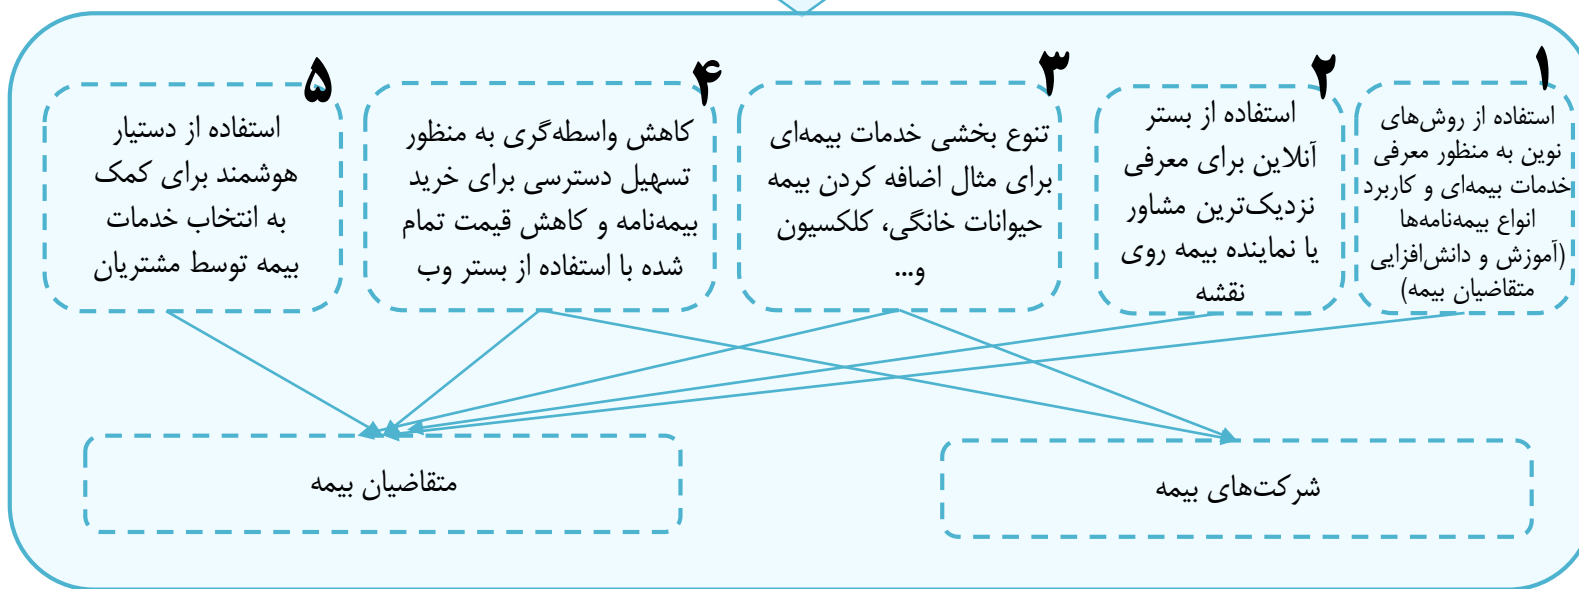 ۱
استفاده از روش‌های
نوین به منظور معرفی
خدمات بیمه‌ای و کاربرد
انواع بیمه‌نامه‌ها
(آموزش و دانش‌افزایی
متقاضیان بیمه)
۲
استفاده از بستر
آنلاین برای معرفی
نزدیک‌ترین مشاور
یا نماینده بیمه روی
نقشه
۳
تنوع بخشی خدمات بیمه‌ای
برای مثال اضافه کردن بیمه
حیوانات خانگی، کلکسیون
و...
۴
کاهش واسطه‌گری به منظور
تسهیل دسترسی برای خرید
بیمه‌نامه و کاهش قیمت تمام
شده با استفاده از بستر وب
۵
استفاده از دستیار
هوشمند برای کمک
به انتخاب خدمات
بیمه توسط مشتریان
شرکت‌های بیمه
متقاضیان بیمه